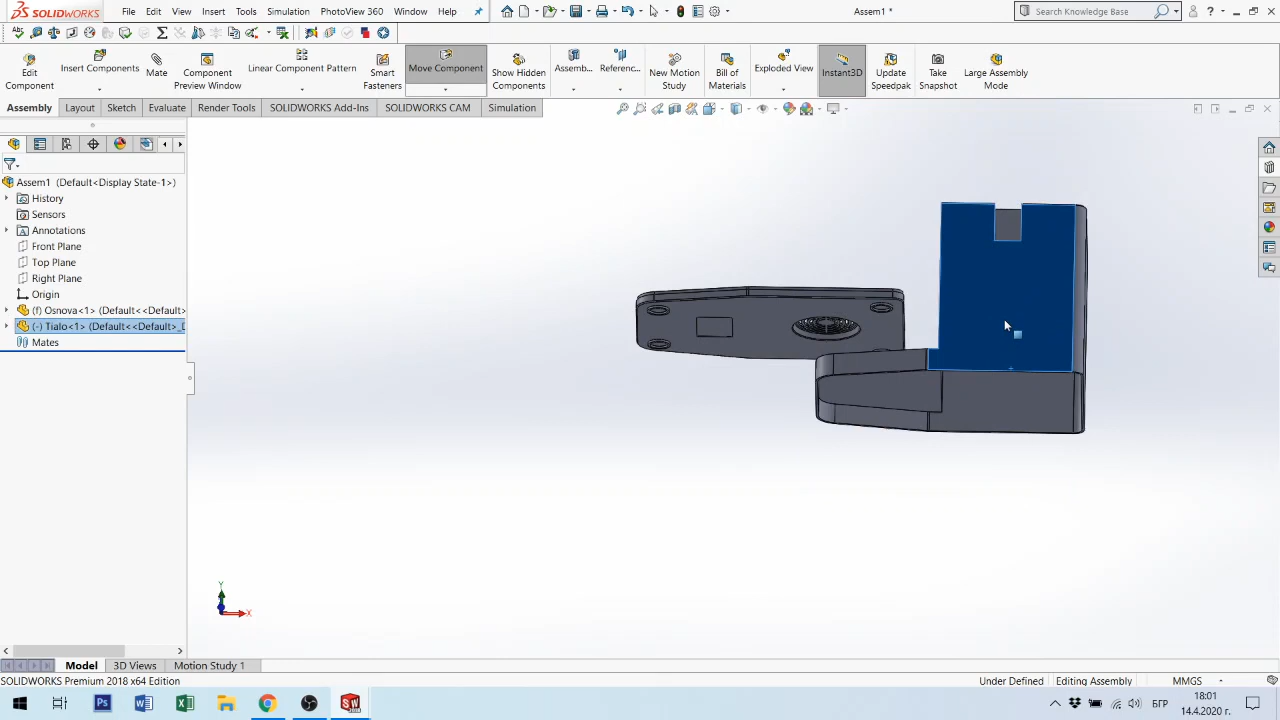 SOLIDWORKS
File
Edit
View
Insert
Tools
Simulation
PhotoView 360
Window
Help
Assem1 *
Search Knowledge Base
Edit
Component
Insert Components
Mate
Component
Preview Window
Linear Component Pattern
Smart
Fasteners
Move Component
Show Hidden
Components
Assemb...
Referenc...
New Motion
Study
Bill of
Materials
Exploded View
Instant3D
Update
Speedpak
Take
Snapshot
Large Assembly
Mode
Assembly
Layout
Sketch
Evaluate
Render Tools
SOLIDWORKS Add-Ins
SOLIDWORKS CAM
Simulation
Assem1 (Default<Display State-1>)
History
Sensors
Annotations
Front Plane
Top Plane
Right Plane
Origin
(f) Osnova<1> (Default<<Default>
(-) Tialo<1> (Default<<Default>_D
Mates
Y
X
Model
3D Views
Motion Study 1
SOLIDWORKS Premium 2018 x64 Edition
Under Defined
Editing Assembly
MMGS
БГР
18:01
14.4.2020 г.